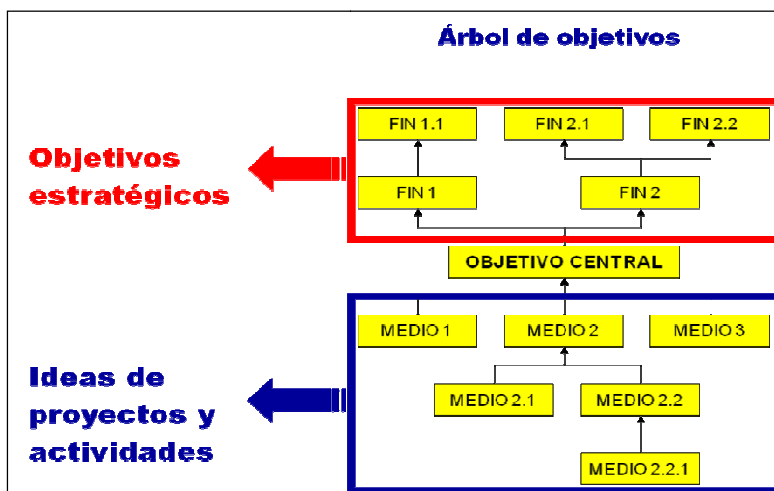 Árbol de objetivos
FIN 1.1
FIN 2.1
FIN 2.2
Objetivos
estratégicos
FIN 1
FIN 2
OBJETIVO CENTRAL
MEDIO 1
MEDIO 2
MEDIO 3
Ideas de
proyectos y
actividades
MEDIO 2.1
MEDIO 2.2
MEDIO 2.2.1